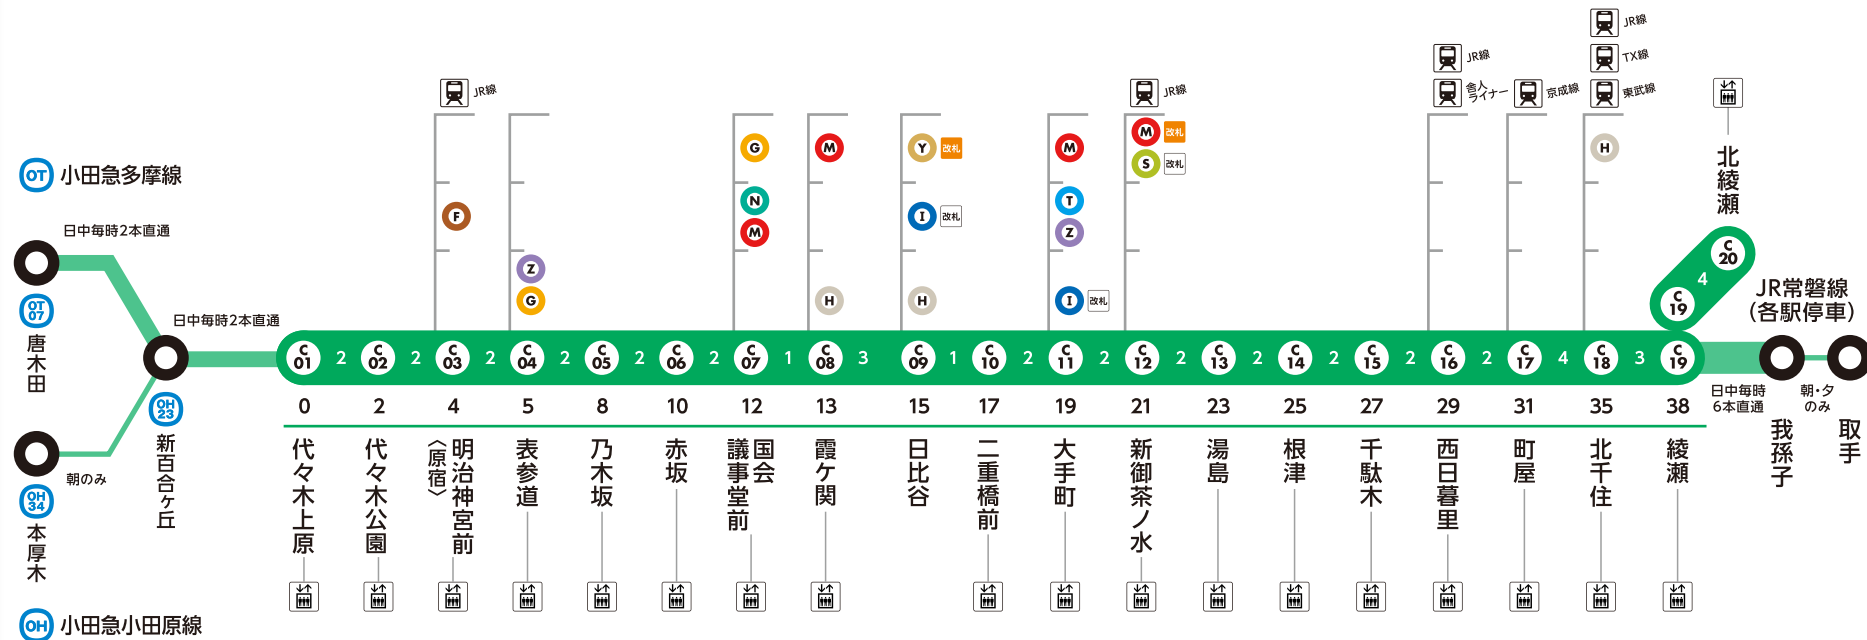 JR線
JR線
TX線
JR線
舎人
ライナー
京成線
東武線
JR線
JR線
G
M
Y 改札
M
M 改札
S 改札
H
北綾瀬
OT 小田急多摩線
F
N
M
I 改札
T
Z
日中毎時2本直通
Z
G
H
H
I 改札
C 20
4
C 19
JR常磐線
(各駅停車)
OT 07
唐木田
日中毎時2本直通
C 01 2 C 02 2 C 03 2 C 04 2 C 05 2 C 06 2 C 07 1 C 08 3 C 09 1 C 10 2 C 11 2 C 12 2 C 13 2 C 14 2 C 15 2 C 16 2 C 17 4 C 18 3 C 19
0 2 4 5 8 10 12 13 15 17 19 21 23 25 27 29 31 35 38
日中毎時
6本直通
朝・夕
のみ
OH 23
新百合ヶ丘
朝のみ
OH 34
本厚木
代々木上原
代々木公園
明治神宮前
〈原宿〉
表参道
乃木坂
赤坂
国会
議事堂前
霞ケ関
日比谷
二重橋前
大手町
新御茶ノ水
湯島
根津
千駄木
西日暮里
町屋
北千住
綾瀬
我孫子
取手
OH 小田急小田原線